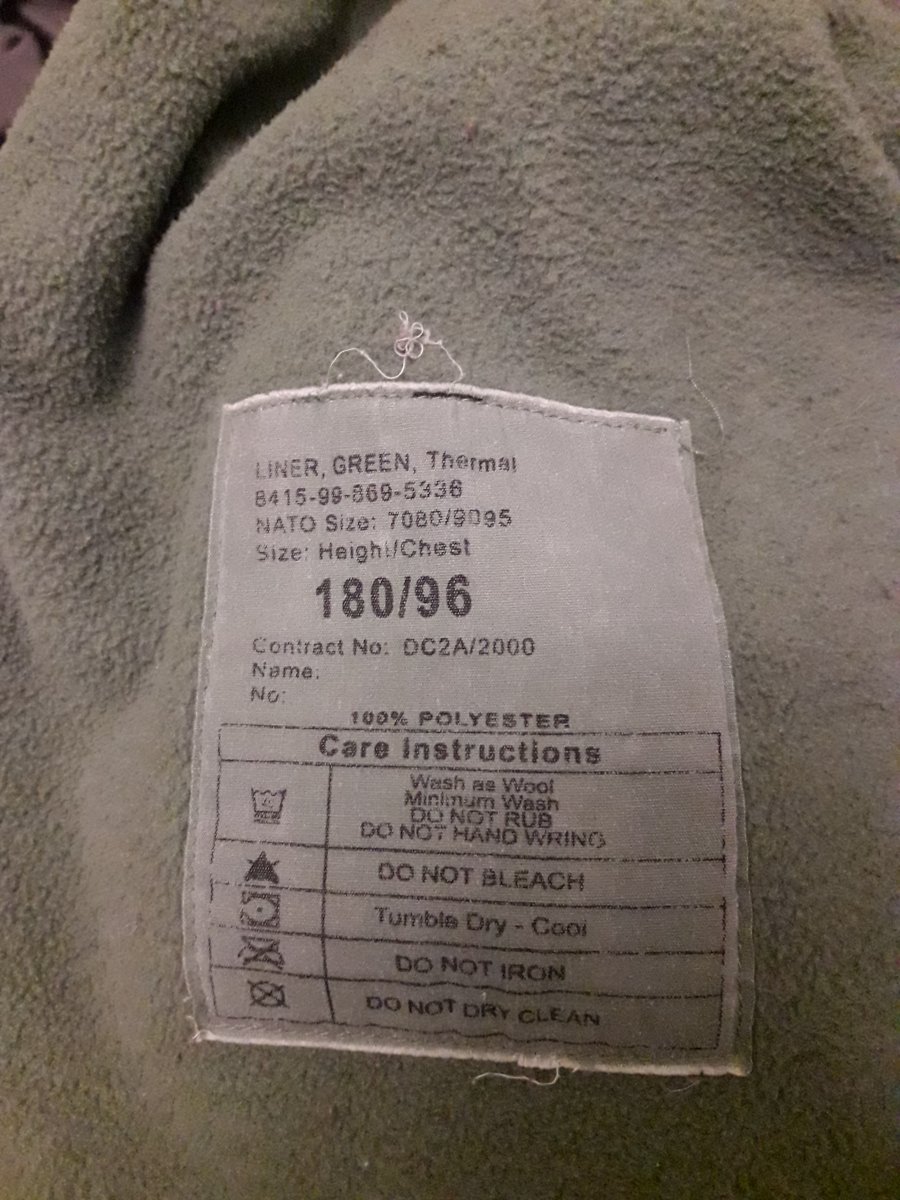 LINER, GREEN, Thermal
8415-99-869-5336
NATO Size: 7080/9095
Size: Height/Chest
180/96
Contract No: DC2A/2000
Name:
No:
100% POLYESTER
Care Instructions
Wash as Wool
Minimum Wash
DO NOT RUB
DO NOT HAND WRING
DO NOT BLEACH
Tumble Dry - Cool
DO NOT IRON
DO NOT DRY CLEAN